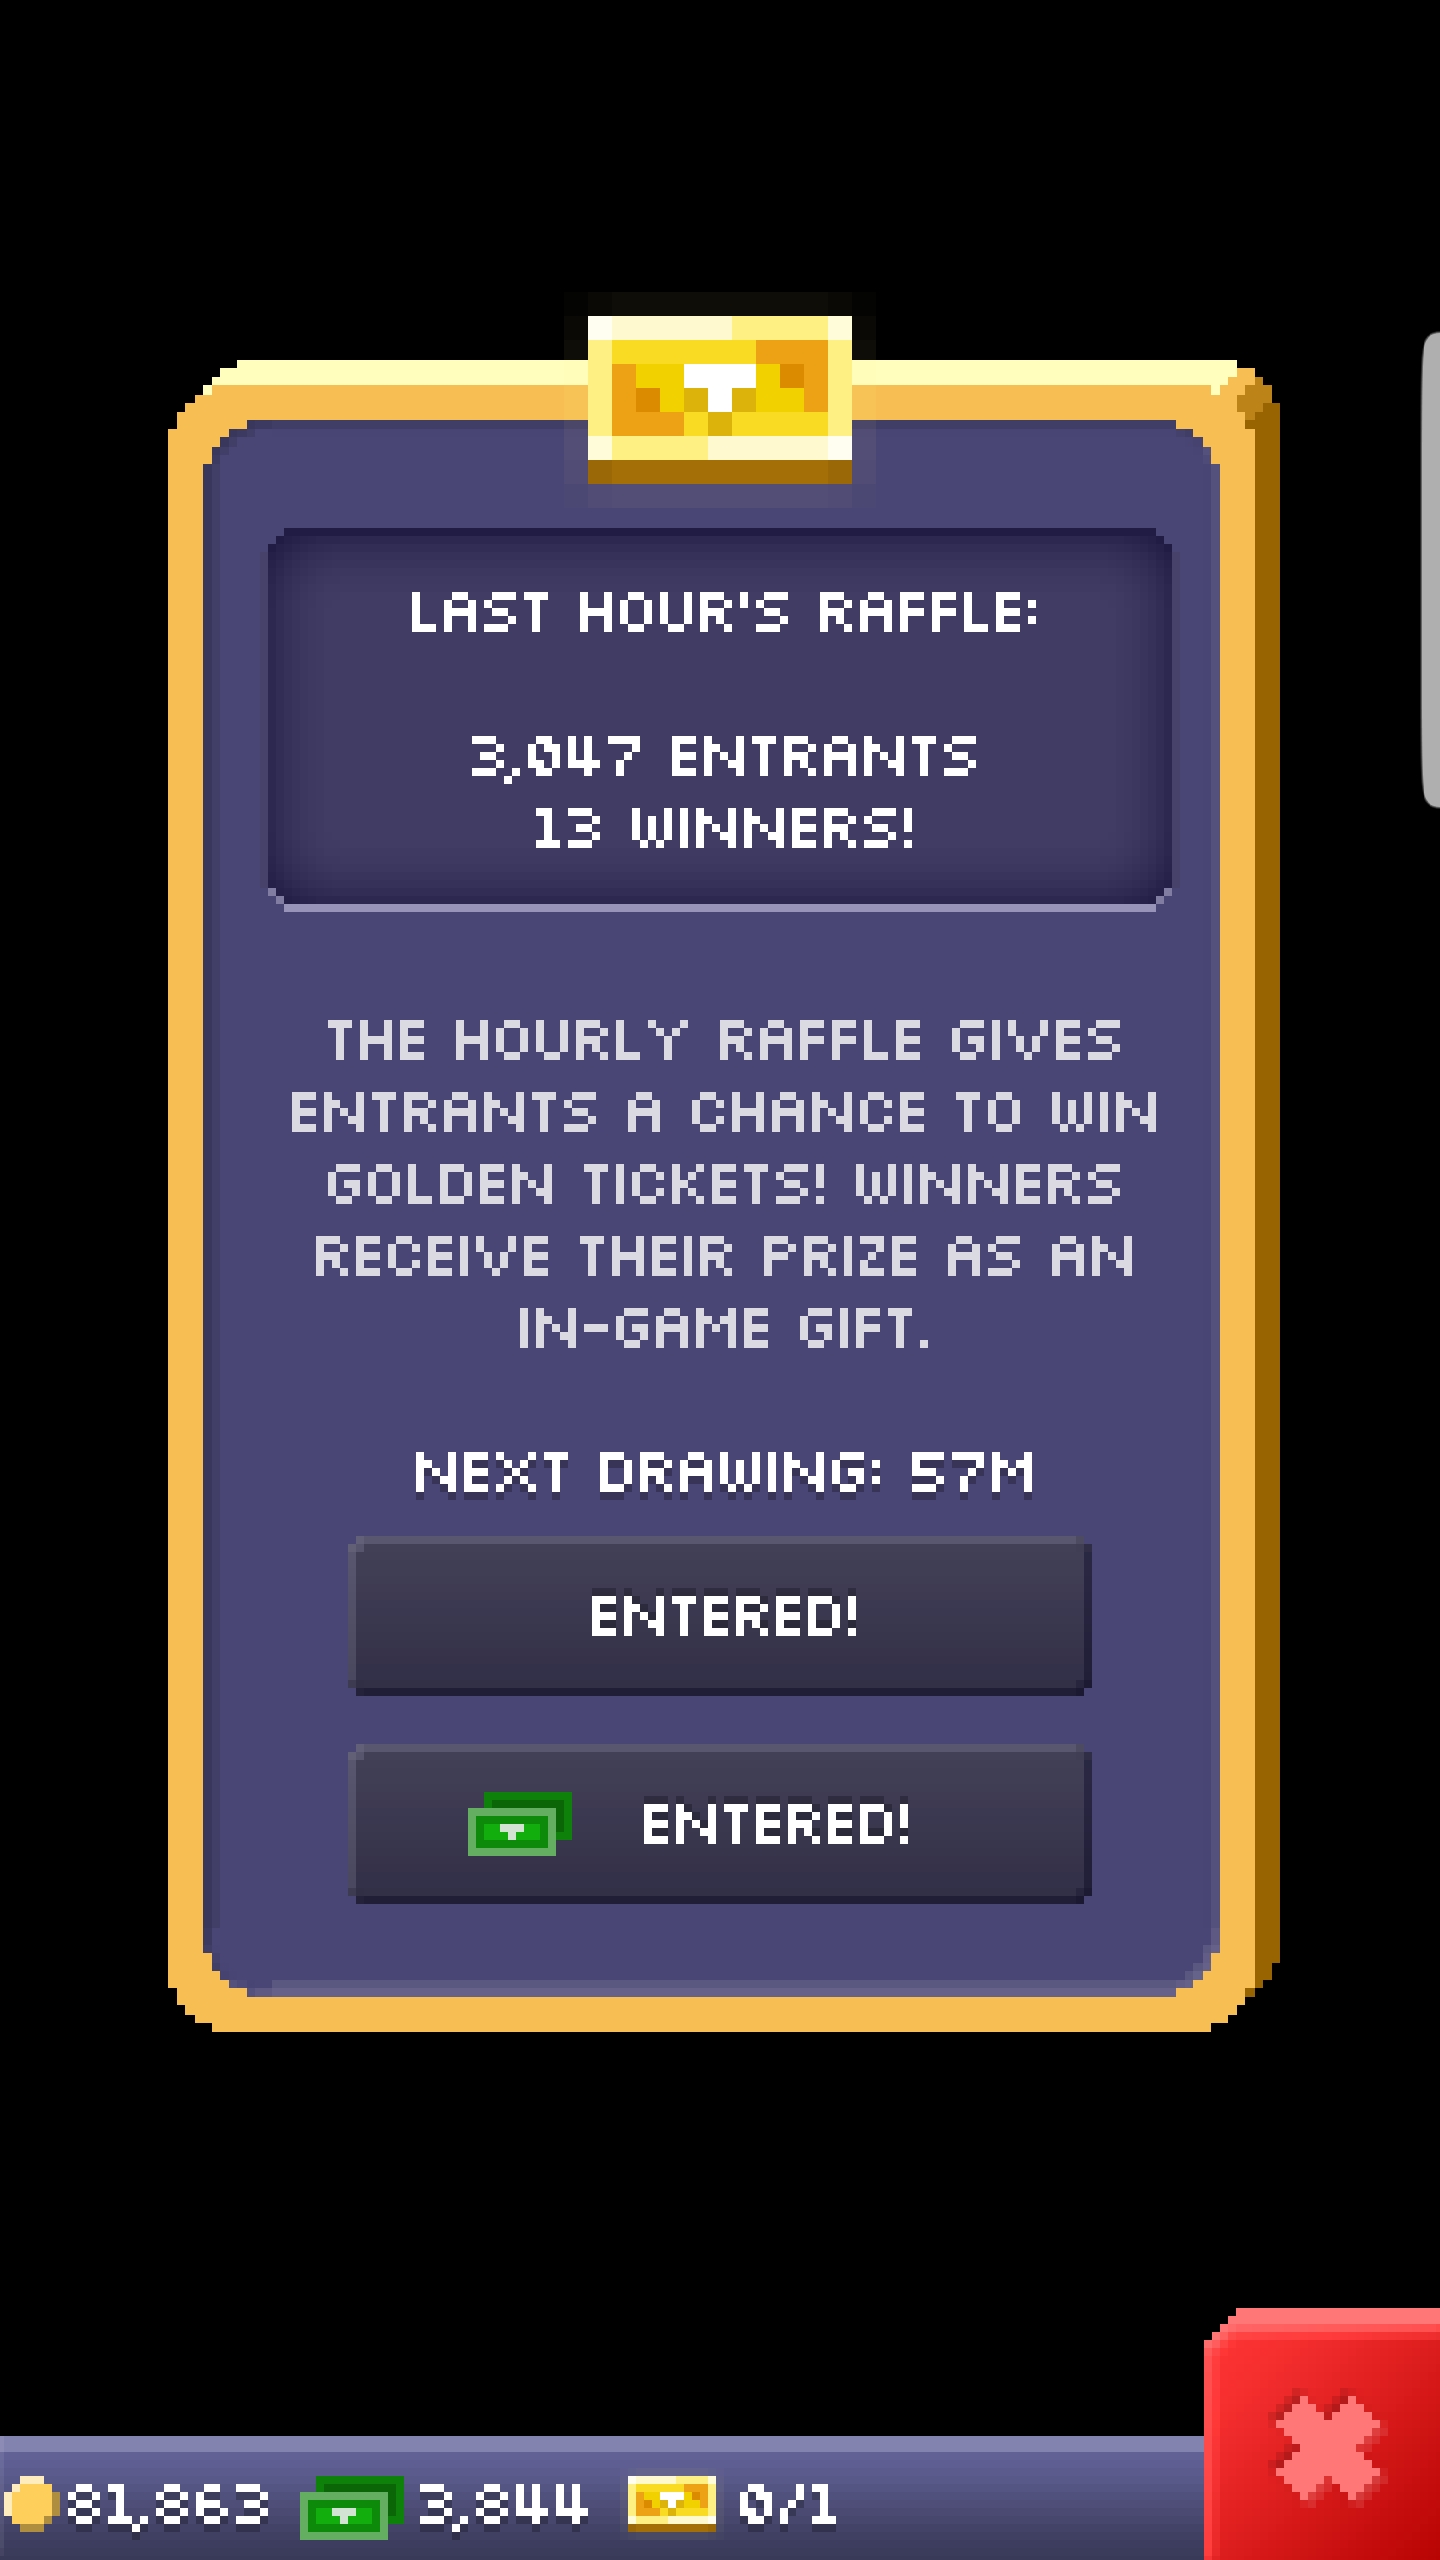 LAST HOUR'S RAFFLE:
3,047 ENTRANTS
13 WINNERS!
THE HOURLY RAFFLE GIVES
ENTRANTS A CHANCE TO WIN
GOLDEN TICKETS! WINNERS
RECEIVE THEIR PRIZE AS AN
IN-GAME GIFT.
NEXT DRAWING: 57M
ENTERED!
ENTERED!
81,863 3,844 0/1